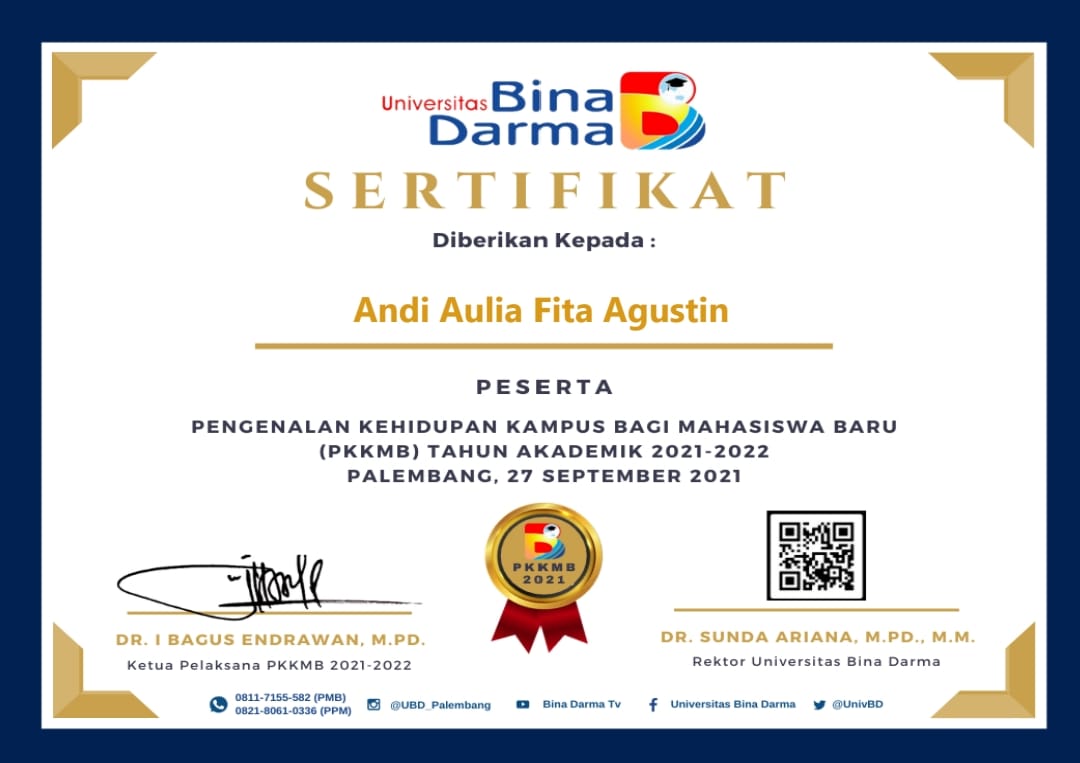 Universitas Bina
Darma
SERTIFIKAT
Diberikan Kepada :
Andi Aulia Fita Agustin
PESERTA
PENGENALAN KEHIDUPAN KAMPUS BAGI MAHASISWA BARU
(PKKMB) TAHUN AKADEMIK 2021-2022
PALEMBANG, 27 SEPTEMBER 2021
PKKMB
2021
DR. I BAGUS ENDRAWAN, M.PD.
Ketua Pelaksana PKKMB 2021-2022
DR. SUNDA ARIANA, M.PD., M.M.
Rektor Universitas Bina Darma
0811-7155-582 (PMB)
0821-8061-0336 (PPM)
@UBD_Palembang
Bina Darma Tv
Universitas Bina Darma
@UnivBD